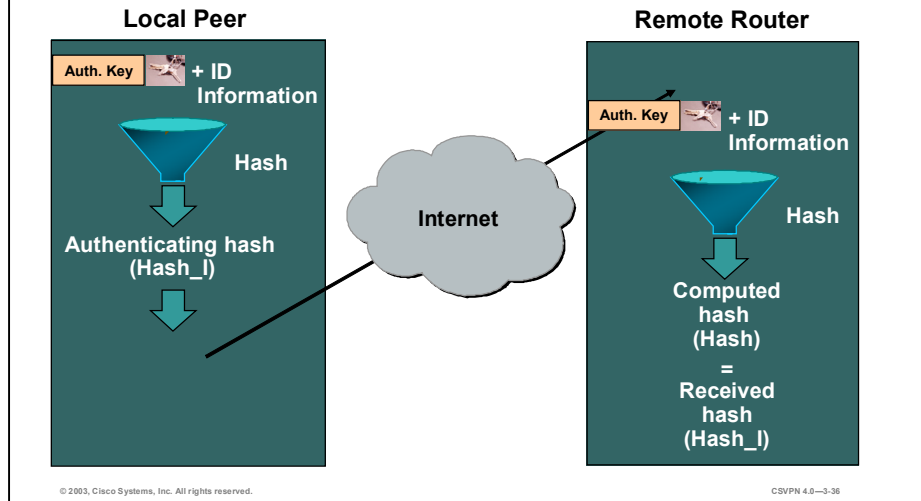 Local Peer
Auth. Key + ID
Information
Hash
Authenticating hash
(Hash_I)
Internet
Remote Router
Auth. Key + ID
Information
Hash
Computed
hash
(Hash)
=
Received
hash
(Hash_I)
© 2003, Cisco Systems, Inc. All rights reserved.
CSVPN 4.0—3-36